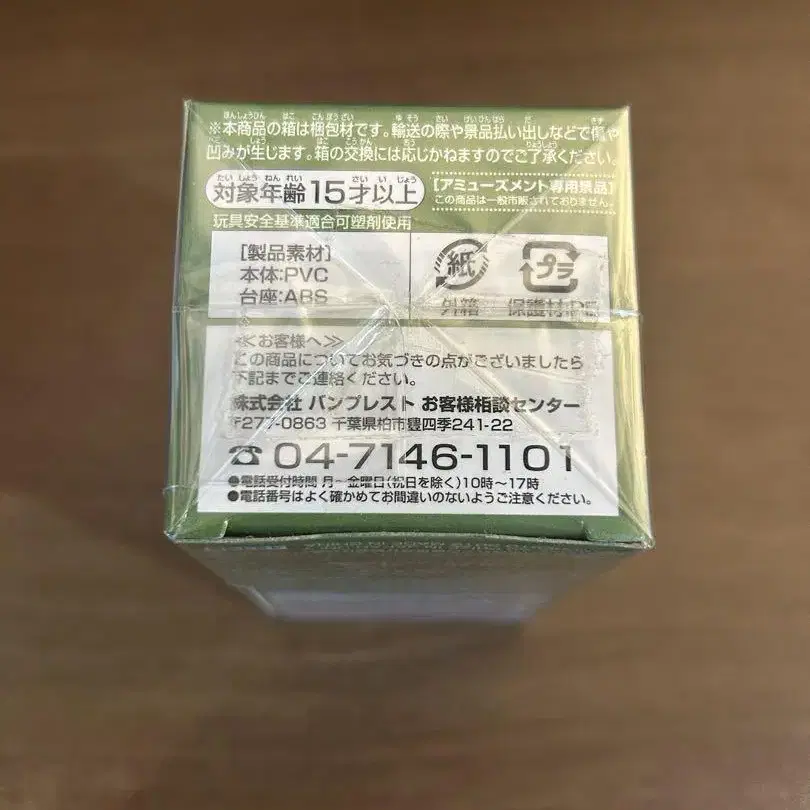 ※本商品の箱は梱包材です。輸送の際や景品払い出しなどで傷や
凹みが生じます。箱の交換には応じかねますのでご了承ください。
対象年齢15才以上
[アミューズメント専用景品]
この商品は一般市販されておりません。
玩具安全基準適合可塑剤使用
[製品素材]
本体:PVC
台座:ABS
紙
外箱
プラ
保護材:PE
≪お客様へ≫
この商品についてお気づきの点がございましたら
下記までご連絡ください。
株式会社 バンプレスト お客様相談センター
〒277-0863 千葉県柏市豊四季241-22
☎04-7146-1101
●電話受付時間 月~金曜日(祝日を除く)10時~17時
●電話番号はよく確かめてお間違いのないようご注意ください。